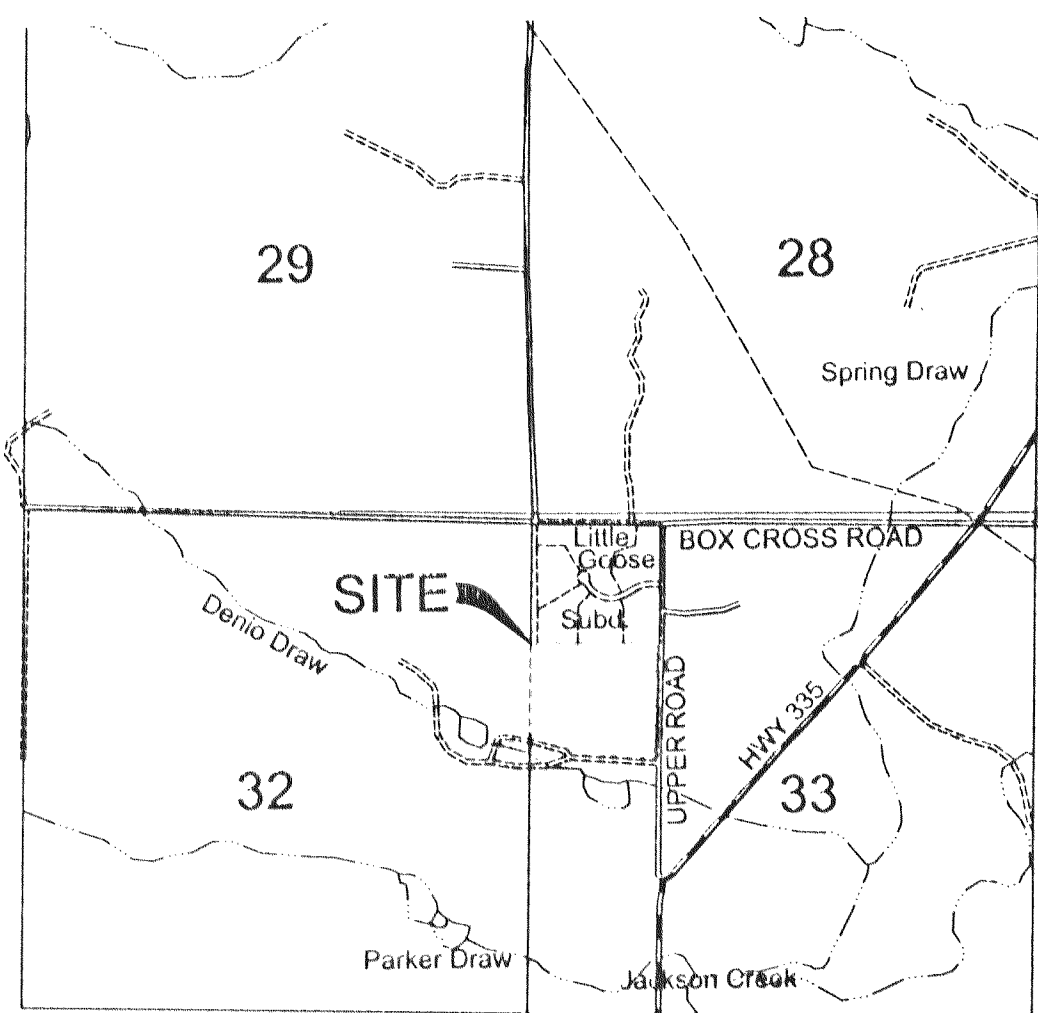 29
28
Spring Draw
Little
Goose
Subd.
BOX CROSS ROAD
SITE
Denio Draw
UPPER ROAD
HWY 335
32
33
Parker Draw
Jackson Creek